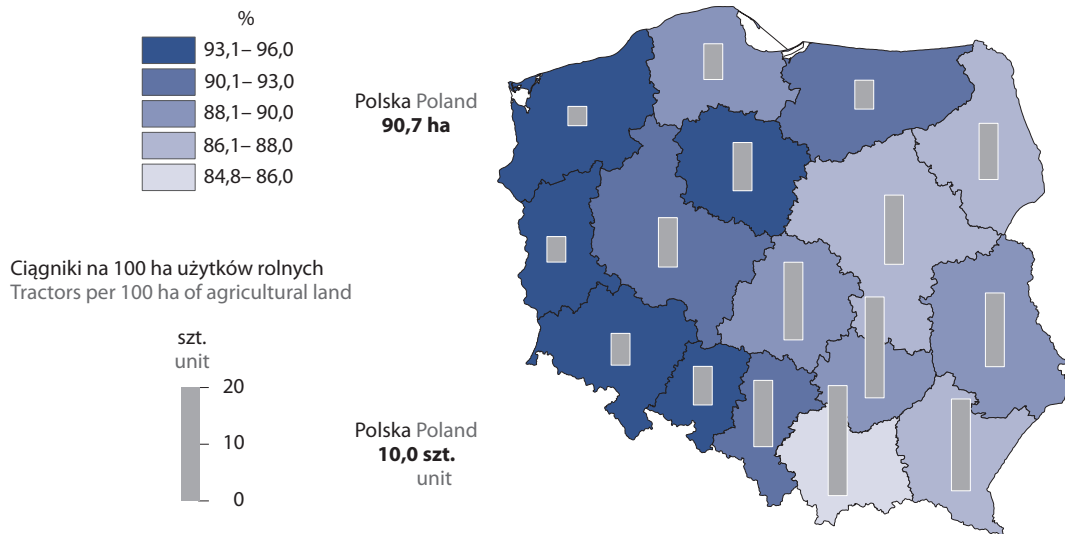 %
93,1– 96,0
90,1– 93,0
88,1– 90,0
86,1– 88,0
84,8– 86,0
Polska Poland
90,7 ha
Ciągniki na 100 ha użytków rolnych
Tractors per 100 ha of agricultural land
szt.
unit
20
10
0
Polska Poland
10,0 szt.
unit